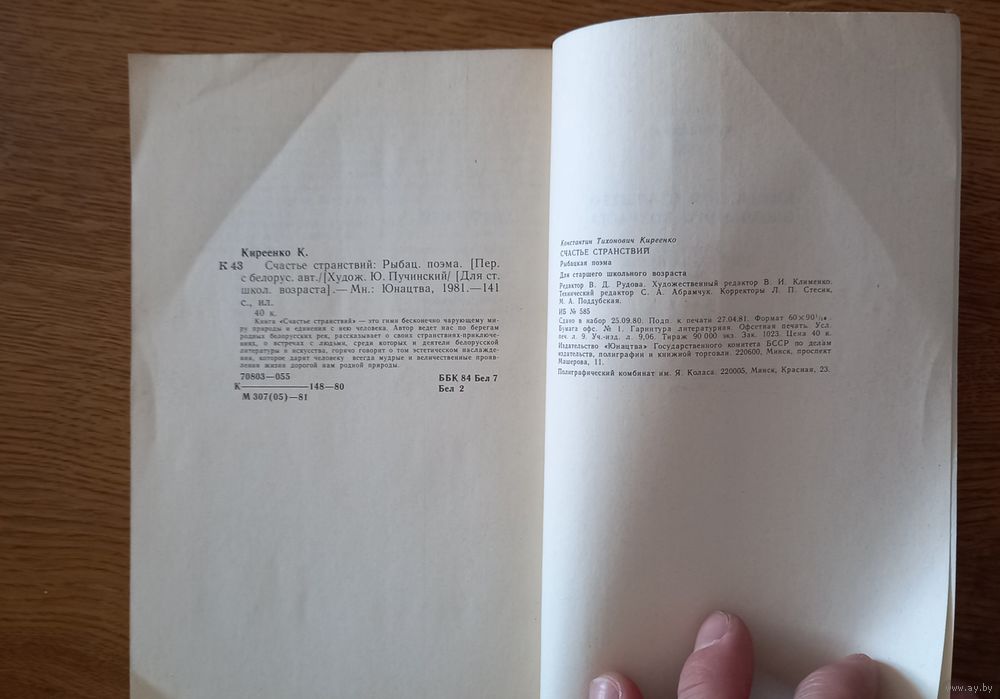 Киреенко К.
К 43 Счастье странствий: Рыбац. поэма. [Пер.
с белорус. авт./[Худож. Ю. Пучинский/ [Для ст.
школ. возраста].— Мн.: Юнацтва, 1981.—141
с., ил.
40 к.
Книга «Счастье странствий» — это гимн бесконечно чарующему ми-
ру природы и единения с нею человека. Автор ведет нас по берегам
родных белорусских рек, рассказывает о своих странствиях-приключе-
ниях, о встречах с людьми, среди которых и деятели белорусской
литературы и искусства, горячо говорит о том эстетическом наслажде-
нии, которое дарят человеку всегда мудрые и величественные прояв-
ления жизни дорогой нам родной природы.
70803—055
К————148—80
М 307(05)—81
ББК 84 Бел 7
Бел 2
Константин Тихонович Киреенко
СЧАСТЬЕ СТРАНСТВИЙ
Рыбацкая поэма
Для старшего школьного возраста
Редактор В. Д. Рудова. Художественный редактор В. И. Клименко.
Технический редактор С. А. Абрамчук. Корректоры Л. П. Стесик,
М. А. Поддубская.
ИБ № 585
Сдано в набор 25.09.80. Подп. к печати 27.04.81. Формат 60×90¹/₁₆.
Бумага офс. № 1. Гарнитура литературная. Офсетная печать. Усл.
печ. л. 9. Уч.-изд. л. 9,06. Тираж 90 000 экз. Зак. 1023. Цена 40 к.
Издательство «Юнацтва» Государственного комитета БССР по делам
издательств, полиграфии и книжной торговли. 220600, Минск, проспект
Машерова, 11.
Полиграфический комбинат им. Я. Коласа. 220005, Минск, Красная, 23.
www.ay.by